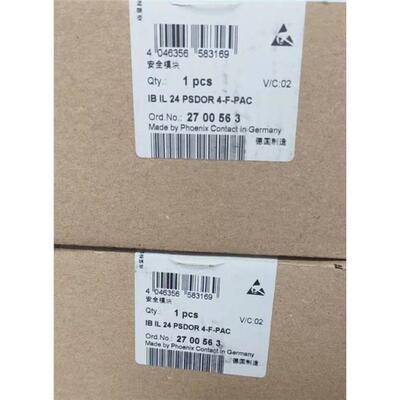 4 046356 583169
安全模块
Qty.: 1 pcs V/C:02
IB IL 24 PSDOR 4-F-PAC
Ord.No.: 27 00 56 3
Made by Phoenix Contact in Germany
德国制造
4 046356 583169
安全模块
Qty.: 1 pcs V/C:02
IB IL 24 PSDOR 4-F-PAC
Ord.No.: 27 00 56 3
Made by Phoenix Contact in Germany
德国制造